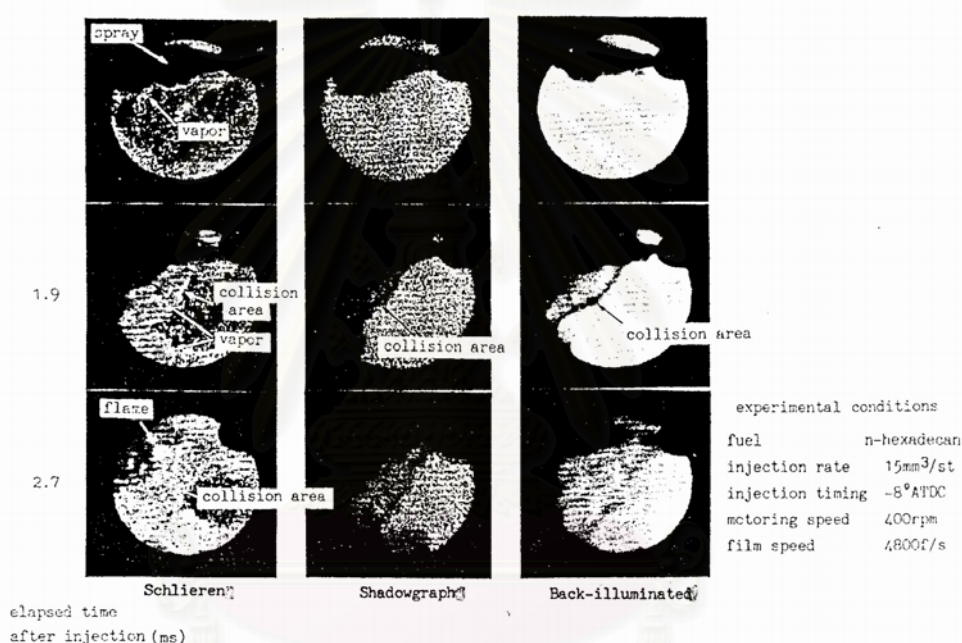 spray
vapor
1.9
collision
area
vapor
collision area
collision area
2.7
flame
collision area
experimental conditions
fuel n-hexadecan
injection rate 15mm³/st
injection timing -8°ATDC
motoring speed 400rpm
film speed 4800f/s
Schlieren
Shadowgraph
Back-illuminated
elapsed time
after injection (ms)